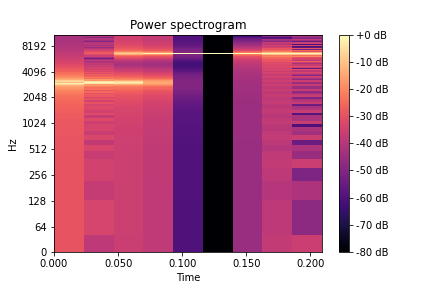 Power spectrogram
8192
4096
2048
1024
512
256
128
64
0
Hz
0.000
0.050
0.100
0.150
0.200
Time
+0 dB
-10 dB
-20 dB
-30 dB
-40 dB
-50 dB
-60 dB
-70 dB
-80 dB